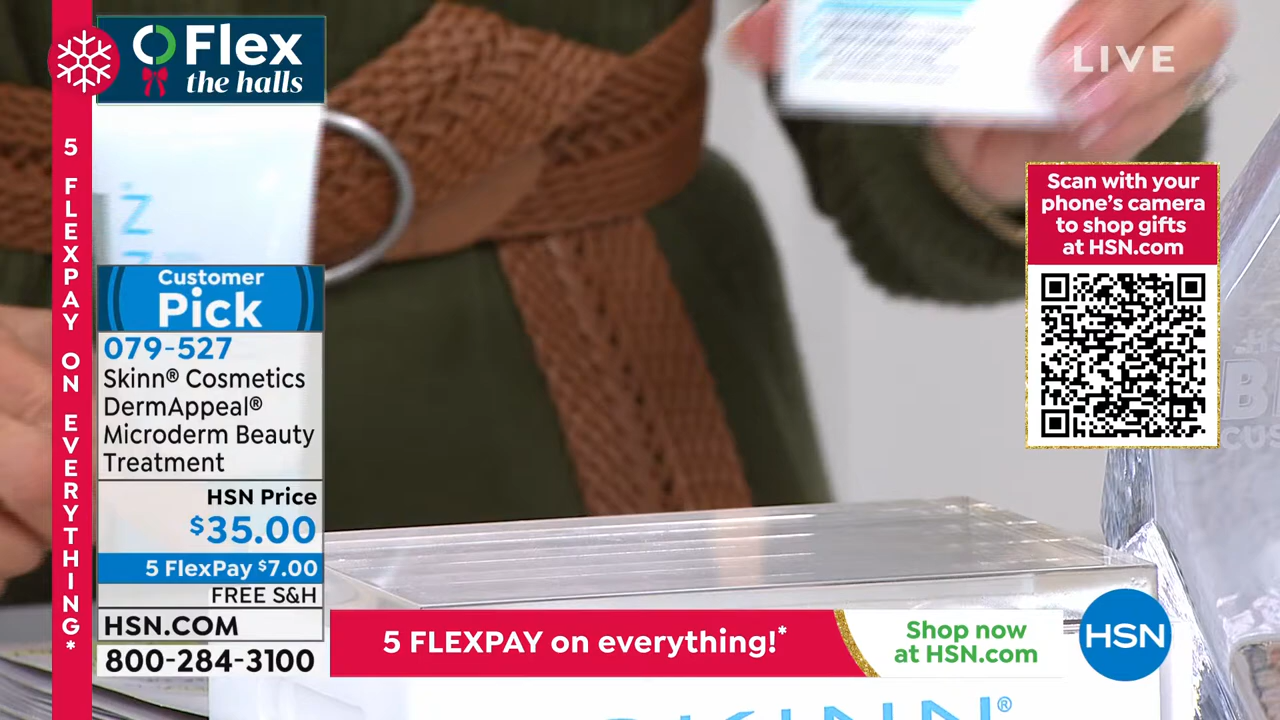 Flex
the halls
5 FLEXPAY ON EVERYTHING*
Customer
Pick
079-527
Skinn® Cosmetics
DermAppeal®
Microderm Beauty
Treatment
HSN Price
$35.00
5 FlexPay $7.00
FREE S&H
HSN.COM
800-284-3100
LIVE
Scan with your
phone's camera
to shop gifts
at HSN.com
5 FLEXPAY on everything!*
Shop now
at HSN.com
HSN
SKINN®